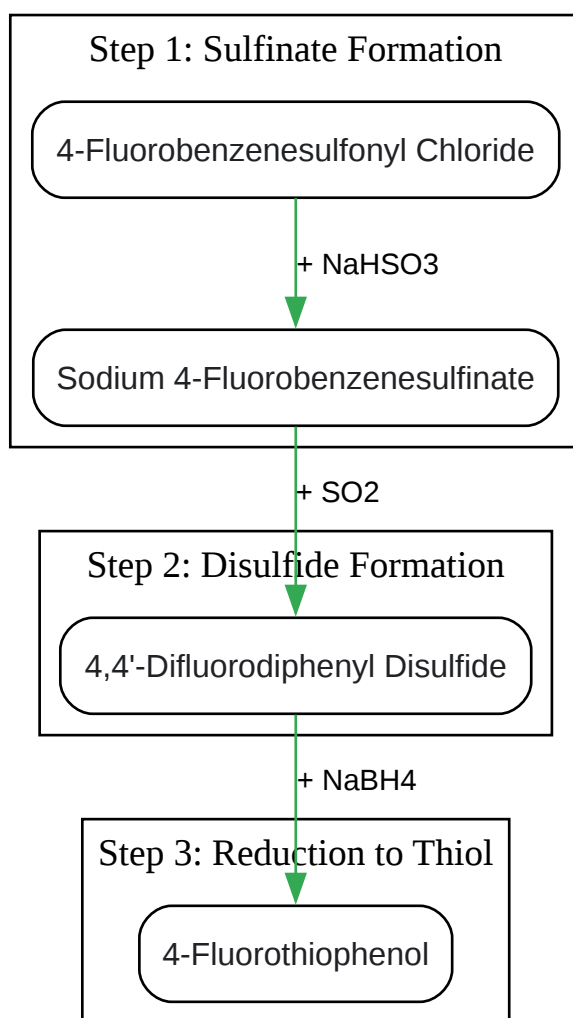 Step 1: Sulfinate Formation
4-Fluorobenzenesulfonyl Chloride
+ NaHSO3
Sodium 4-Fluorobenzenesulfinate
+ SO2
Step 2: Disulfide Formation
4,4'-Difluorodiphenyl Disulfide
+ NaBH4
Step 3: Reduction to Thiol
4-Fluorothiophenol